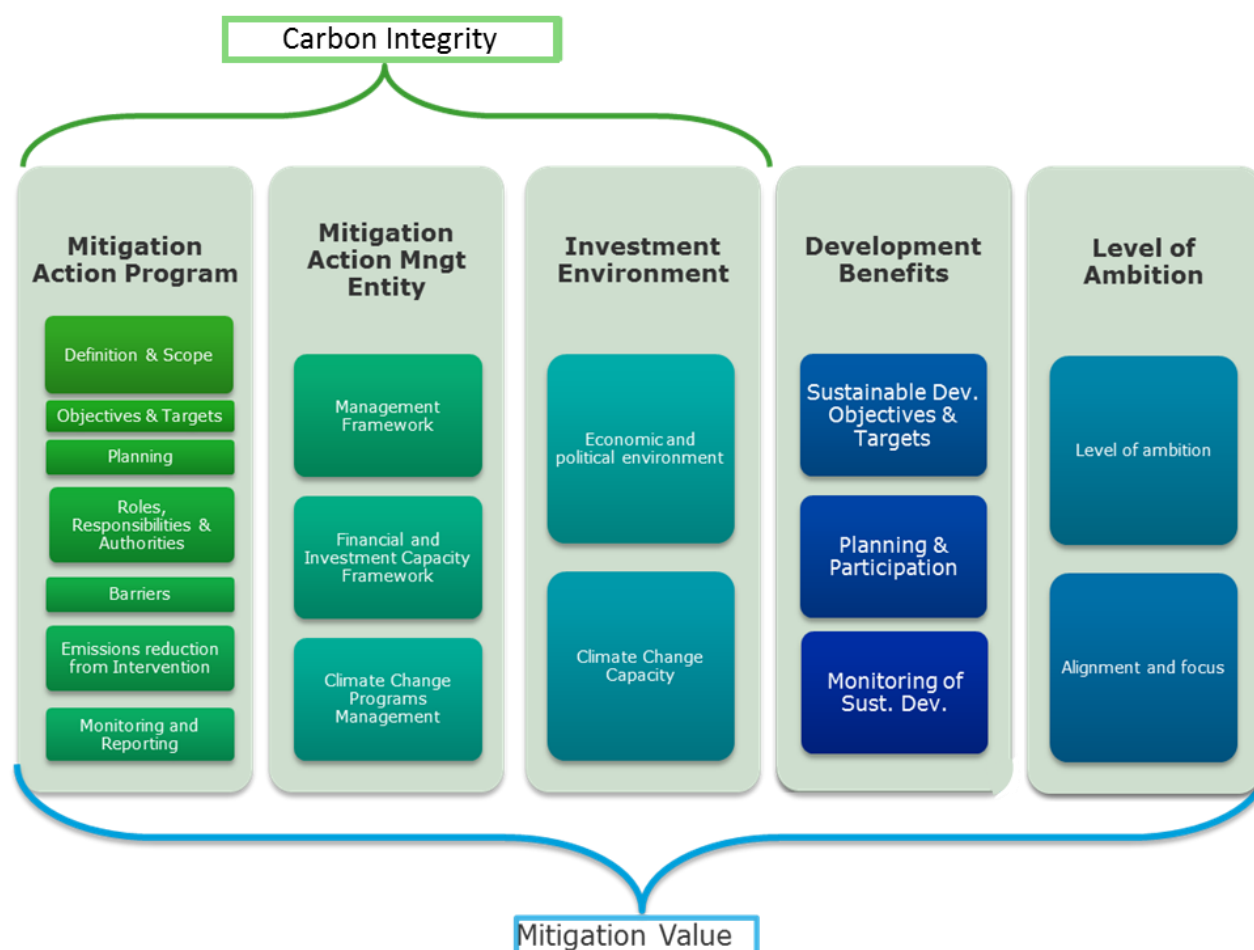 Carbon Integrity
Mitigation
Action Program
Definition & Scope
Objectives & Targets
Planning
Roles,
Responsibilities &
Authorities
Barriers
Emissions reduction
from Intervention
Monitoring and
Reporting
Mitigation
Action Mngt
Entity
Management
Framework
Financial and
Investment Capacity
Framework
Climate Change
Programs
Management
Investment
Environment
Economic and
political environment
Climate Change
Capacity
Development
Benefits
Sustainable Dev.
Objectives &
Targets
Planning &
Participation
Monitoring of
Sust. Dev.
Level of
Ambition
Level of ambition
Alignment and focus
Mitigation Value